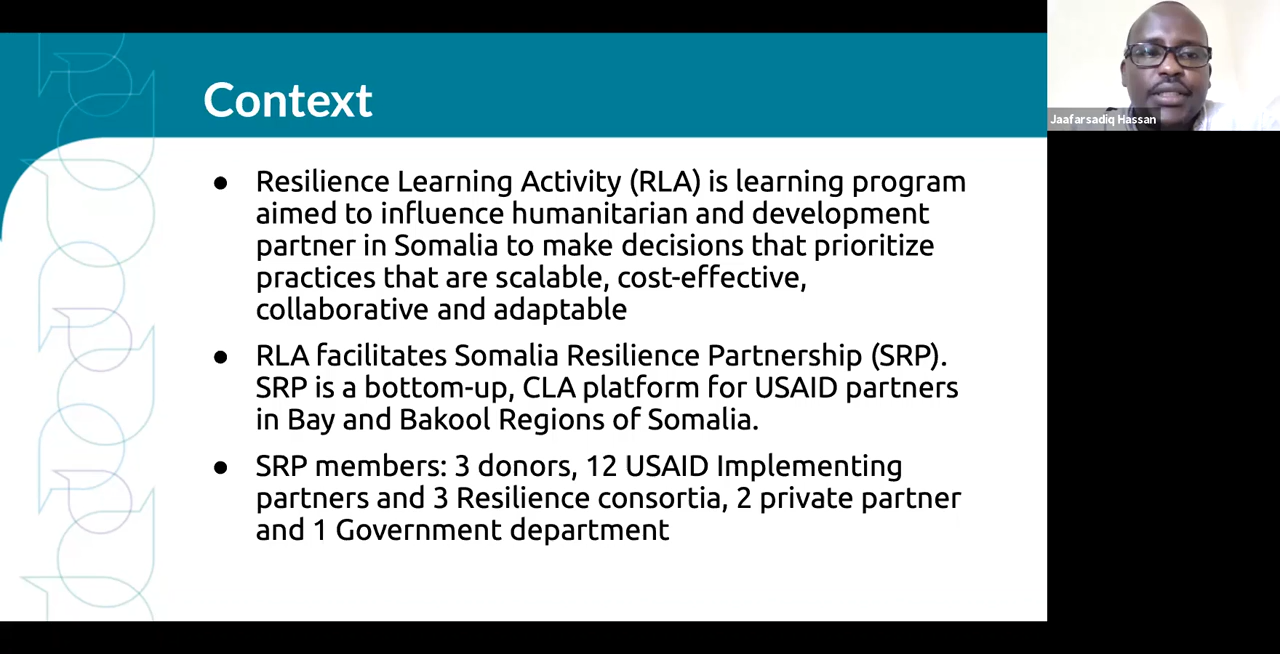 Context
Jaafarsadiq Hassan
● Resilience Learning Activity (RLA) is learning program
aimed to influence humanitarian and development
partner in Somalia to make decisions that prioritize
practices that are scalable, cost-effective,
collaborative and adaptable
● RLA facilitates Somalia Resilience Partnership (SRP).
SRP is a bottom-up, CLA platform for USAID partners
in Bay and Bakool Regions of Somalia.
● SRP members: 3 donors, 12 USAID Implementing
partners and 3 Resilience consortia, 2 private partner
and 1 Government department